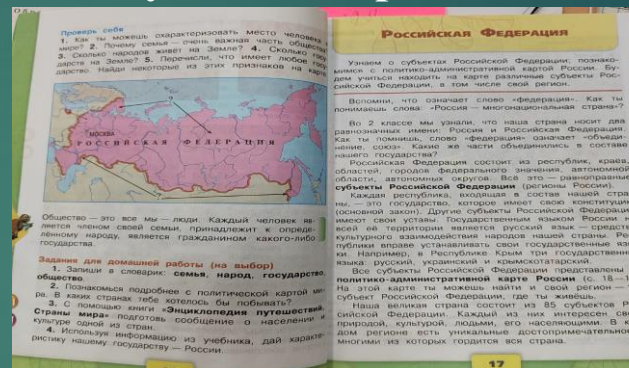 Проверь себя
1. Как ты можешь охарактеризовать место человека в
мире? 2. Почему семья — очень важная часть общества?
3. Сколько народов живёт на Земле? 4. Сколько госу-
дарств на Земле? 5. Перечисли, что имеет любое госу-
дарство. Найди некоторые из этих признаков на карте
МОСКВА
РОССИЙСКАЯ ФЕДЕРАЦИЯ
Общество — это все мы — люди. Каждый человек яв-
ляется членом своей семьи, принадлежит к опреде-
лённому народу, является гражданином какого-либо
государства.
Задания для домашней работы (на выбор)
1. Запиши в словарик: семья, народ, государство,
общество.
2. Познакомься подробнее с политической картой ми-
ра. В каких странах тебе хотелось бы побывать?
3. С помощью книги «Энциклопедия путешествий.
Страны мира» подготовь сообщение о населении и
культуре одной из стран.
4. Используя информацию из учебника, дай характе-
ристику нашему государству — России.
Российская Федерация
Узнаем о субъектах Российской Федерации; познако-
мимся с политико-административной картой России. Бу-
дем учиться находить на карте различные субъекты Рос-
сийской Федерации, в том числе свой регион.
Вспомни, что означает слово «федерация». Как ты
понимаешь слова: «Россия — многонациональная страна»?
Во 2 классе мы узнали, что наша страна носит два
равнозначных имени: Россия и Российская Федерация.
Как ты помнишь, слово «федерация» означает «объеди-
нение, союз». Какие же части объединились в составе
нашего государства?
Российская Федерация состоит из республик, краёв,
областей, городов федерального значения, автономной
области, автономных округов. Всё это — равноправные
субъекты Российской Федерации (регионы России).
Каждая республика, входящая в состав нашей стра-
ны, — это государство, которое имеет свою конституцию
(основной закон). Другие субъекты Российской Федерации
имеют свои уставы. Государственным языком России на
всей её территории является русский язык — средство
культурного взаимодействия народов нашей страны. Рес-
публики вправе устанавливать свои государственные язы-
ки. Например, в Республике Крым три государственных
языка: русский, украинский и крымскотатарский.
Все субъекты Российской Федерации представлены на
политико-административной карте России (с. 18—1
На этой карте ты можешь найти и свой регион —
субъект Российской Федерации, где ты живёшь.
Наша великая страна состоит из 85 субъектов Р
сийской Федерации. Каждый из них интересен сво
природой, культурой, людьми, его населяющими. В ка
дом регионе есть уникальные достопримечательнос
многими из которых гордится вся страна.
17